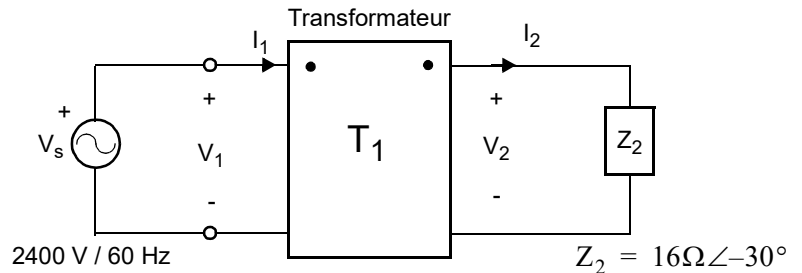 Transformateur
I₁
I₂
+
+
+
Vₛ
V₁
T₁
V₂
Z₂
-
-
2400 V / 60 Hz
Z₂ = 16Ω∠–30°